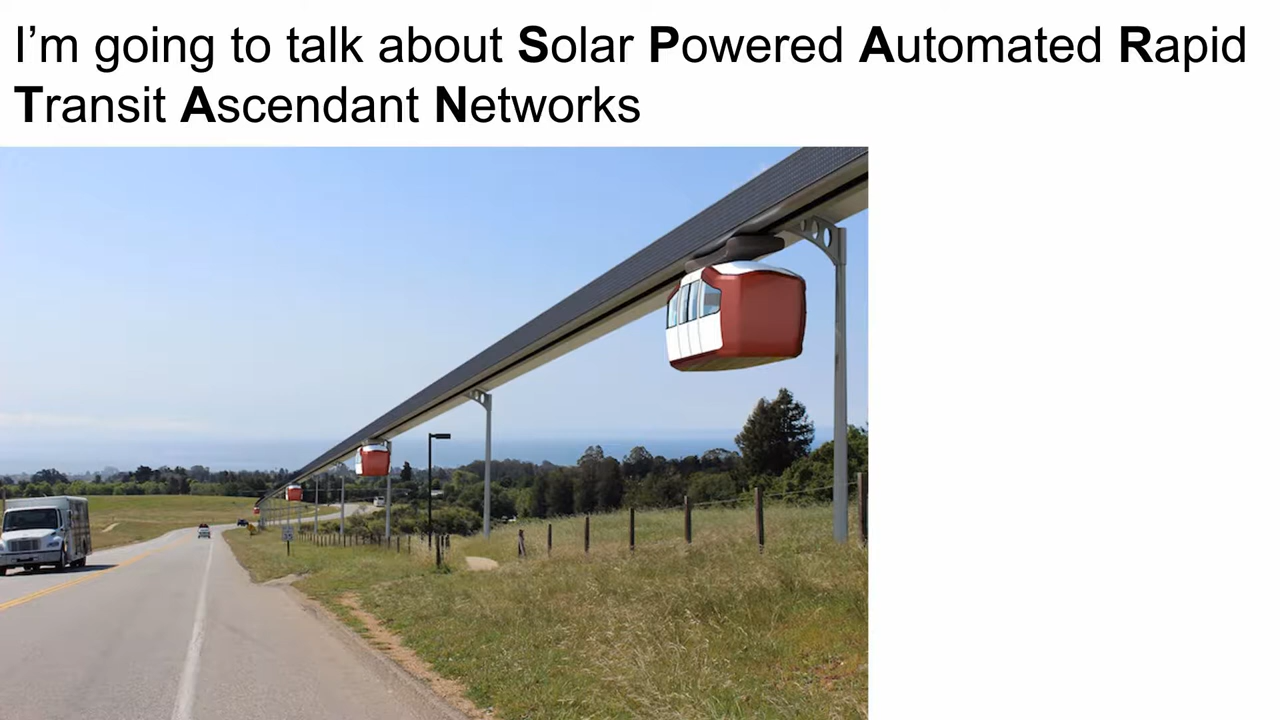 I’m going to talk about Solar Powered Automated Rapid
Transit Ascendant Networks